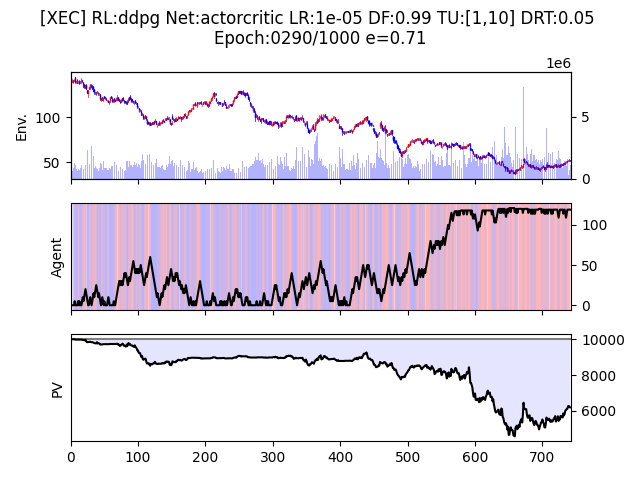 [XEC] RL:ddpg Net:actorcritic LR:1e-05 DF:0.99 TU:[1,10] DRT:0.05
Epoch:0290/1000 e=0.71
1e6
Env.
100
50
5
0
Agent
100
50
0
PV
10000
8000
6000
0 100 200 300 400 500 600 700